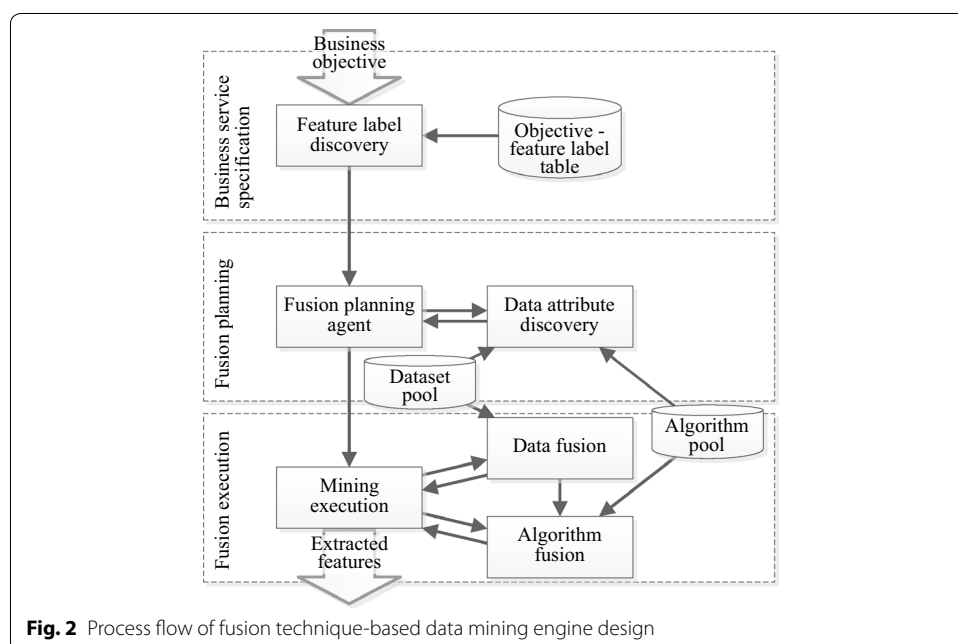 Business
objective
Business service
specification
Feature label
discovery
Objective -
feature label
table
Fusion planning
Fusion planning
agent
Data attribute
discovery
Dataset
pool
Algorithm
pool
Fusion execution
Data fusion
Mining
execution
Algorithm
fusion
Extracted
features
Fig. 2 Process flow of fusion technique-based data mining engine design